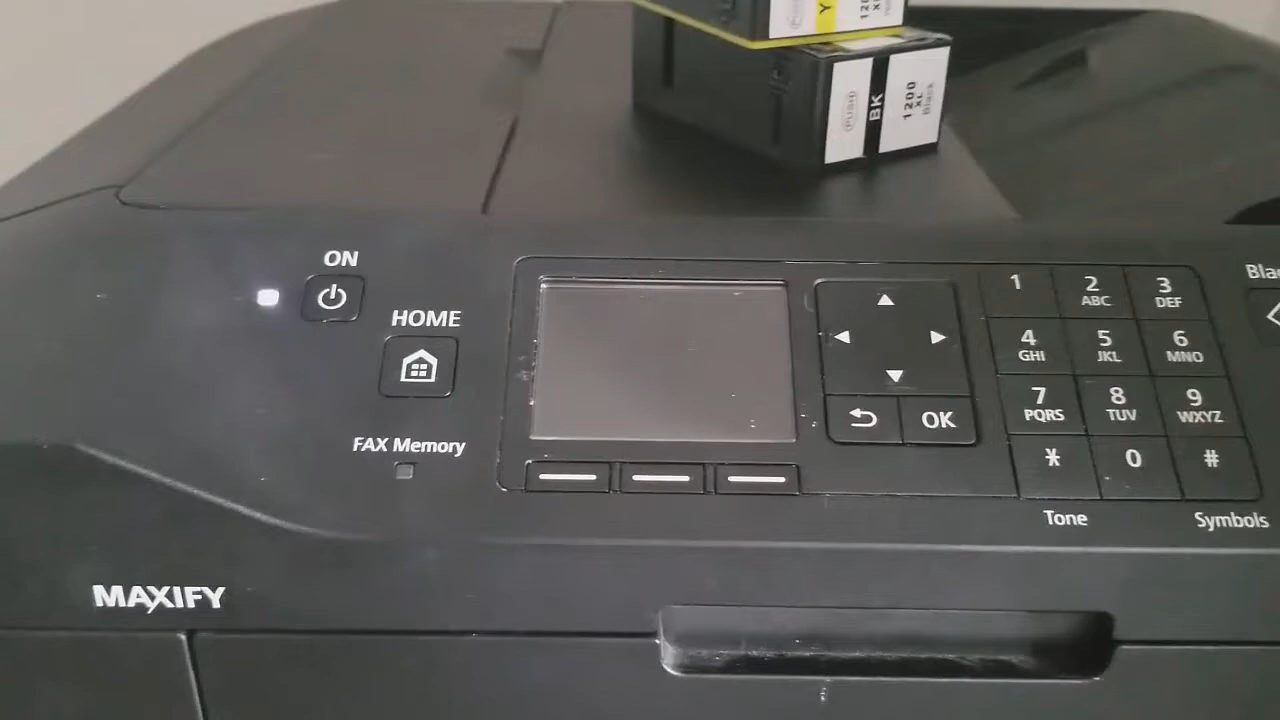 Y
BK
1200
XL
Black
(PUSH)
ON
HOME
FAX Memory
OK
1
2
ABC
3
DEF
4
GHI
5
JKL
6
MNO
7
PQRS
8
TUV
9
WXYZ
*
0
#
Tone
Symbols
MAXIFY